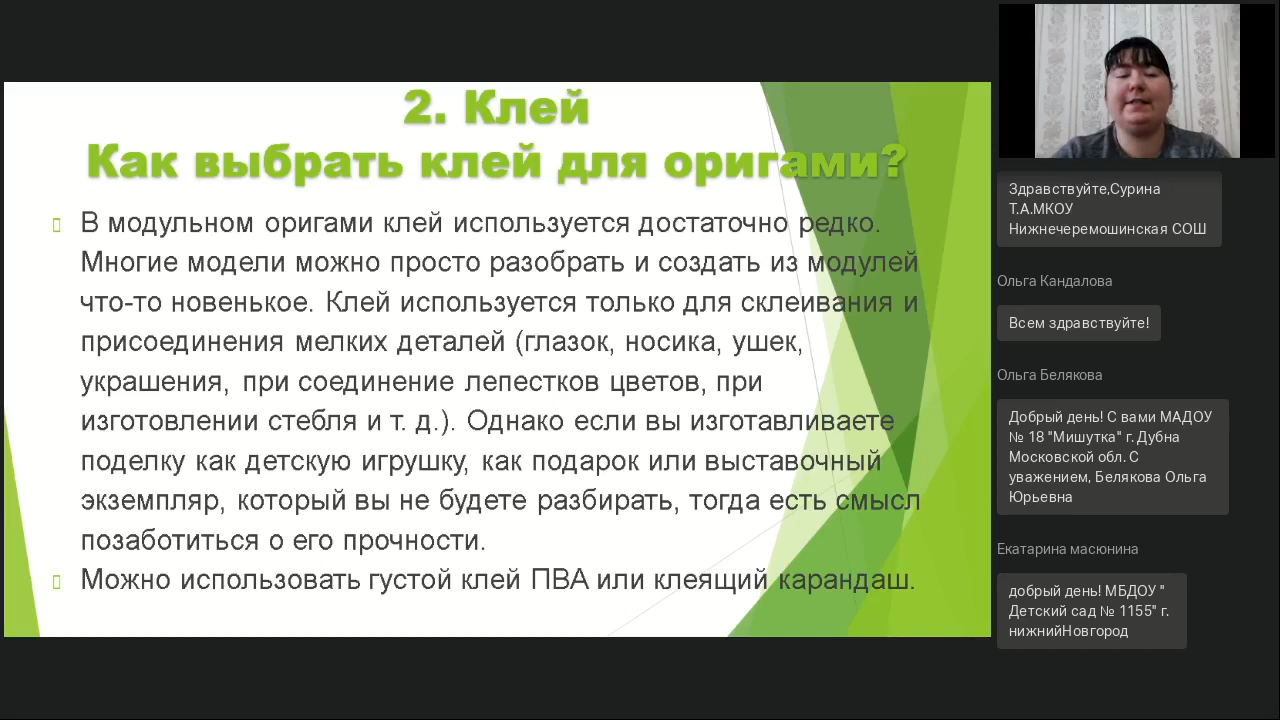 2. Клей
Как выбрать клей для оригами?
В модульном оригами клей используется достаточно редко.
Многие модели можно просто разобрать и создать из модулей
что-то новенькое. Клей используется только для склеивания и
присоединения мелких деталей (глазок, носика, ушек,
украшения, при соединение лепестков цветов, при
изготовлении стебля и т. д.). Однако если вы изготавливаете
поделку как детскую игрушку, как подарок или выставочный
экземпляр, который вы не будете разбирать, тогда есть смысл
позаботиться о его прочности.
Можно использовать густой клей ПВА или клеящий карандаш.
Здравствуйте,Сурина
Т.А.МКОУ
Нижнечеремошинская СОШ
Ольга Кандалова
Всем здравствуйте!
Ольга Белякова
Добрый день! С вами МАДОУ
№ 18 "Мишутка" г. Дубна
Московской обл. С
уважением, Белякова Ольга
Юрьевна
Екатарина масюнина
добрый день! МБДОУ "
Детский сад № 1155" г.
нижнийНовгород